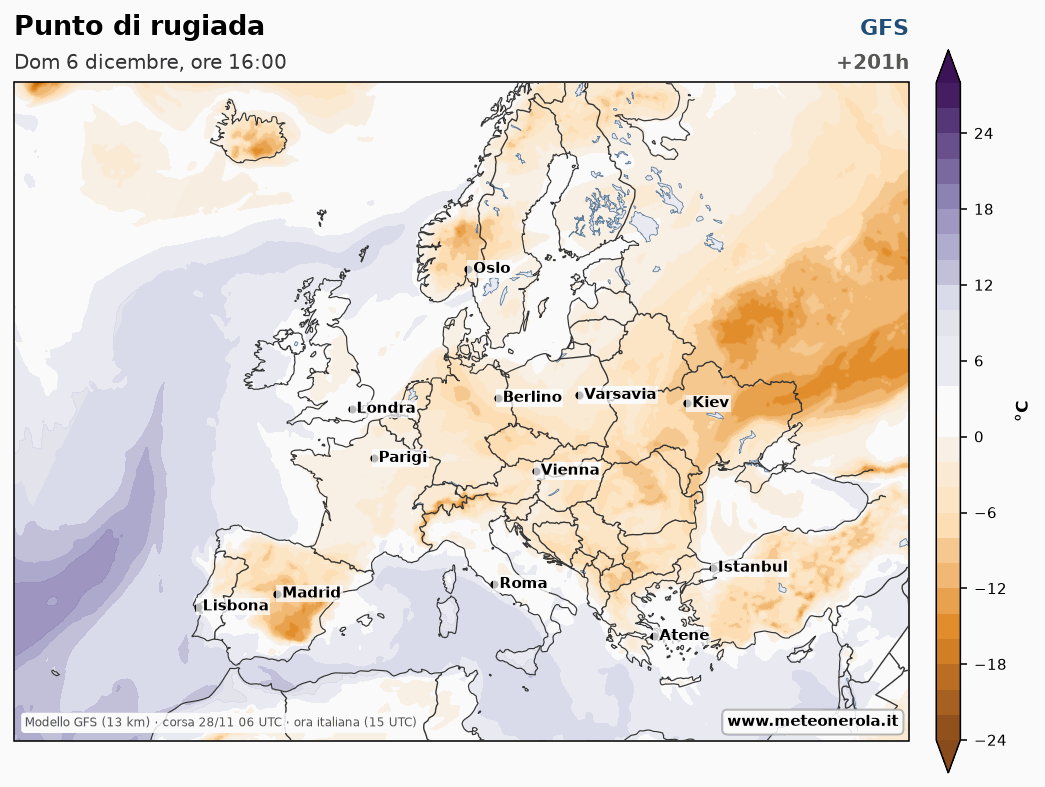 Punto di rugiada
GFS
Dom 6 dicembre, ore 16:00
+201h
24
18
12
6
0
−6
−12
−18
−24
°C
Oslo
Londra
Berlino
Varsavia
Kiev
Parigi
Vienna
Istanbul
Roma
Madrid
Lisbona
Atene
Modello GFS (13 km) · corsa 28/11 06 UTC · ora italiana (15 UTC)
www.meteonerola.it